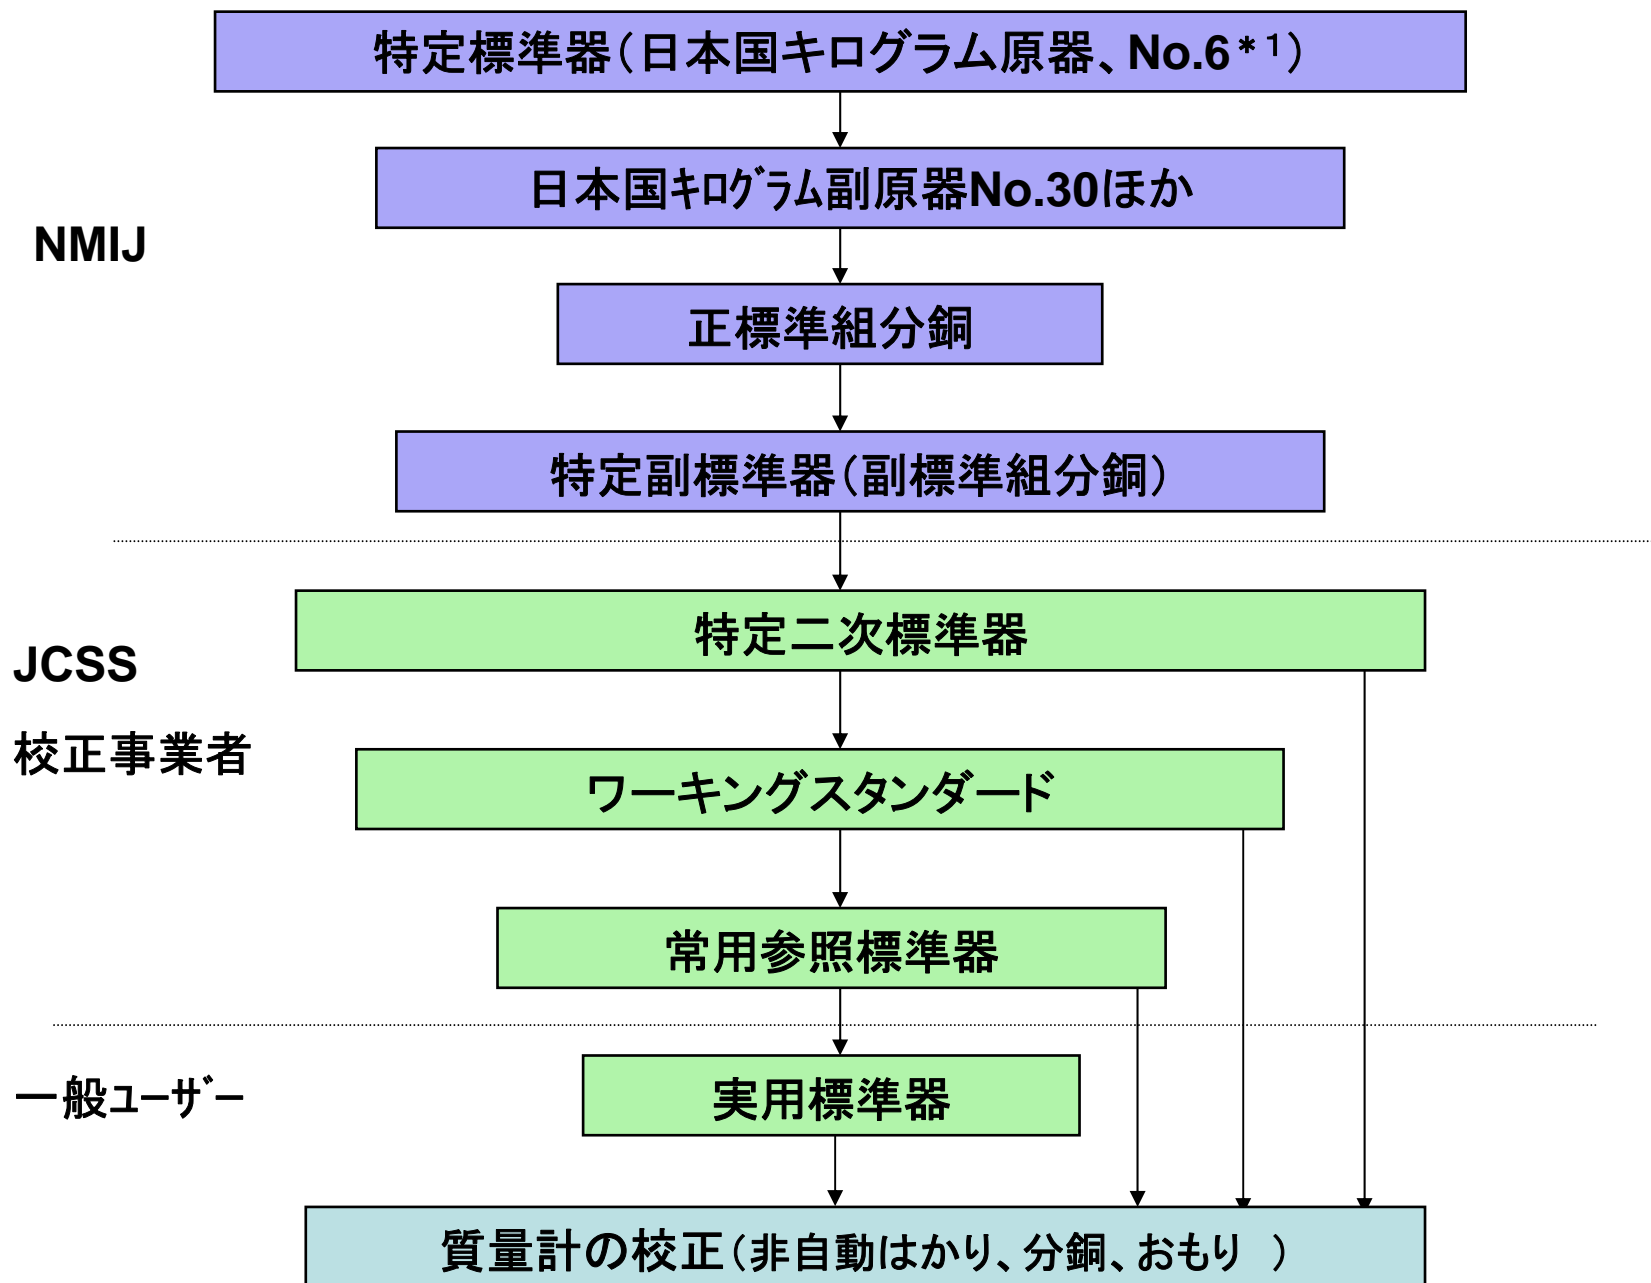 特定標準器（日本国キログラム原器、No.6＊1）
日本国ｷﾛｸﾞﾗﾑ副原器No.30ほか
NMIJ
正標準組分銅
特定副標準器（副標準組分銅）
特定二次標準器
JCSS
校正事業者
ワーキングスタンダード
常用参照標準器
一般ﾕｰｻﾞｰ
実用標準器
質量計の校正（非自動はかり、分銅、おもり　）